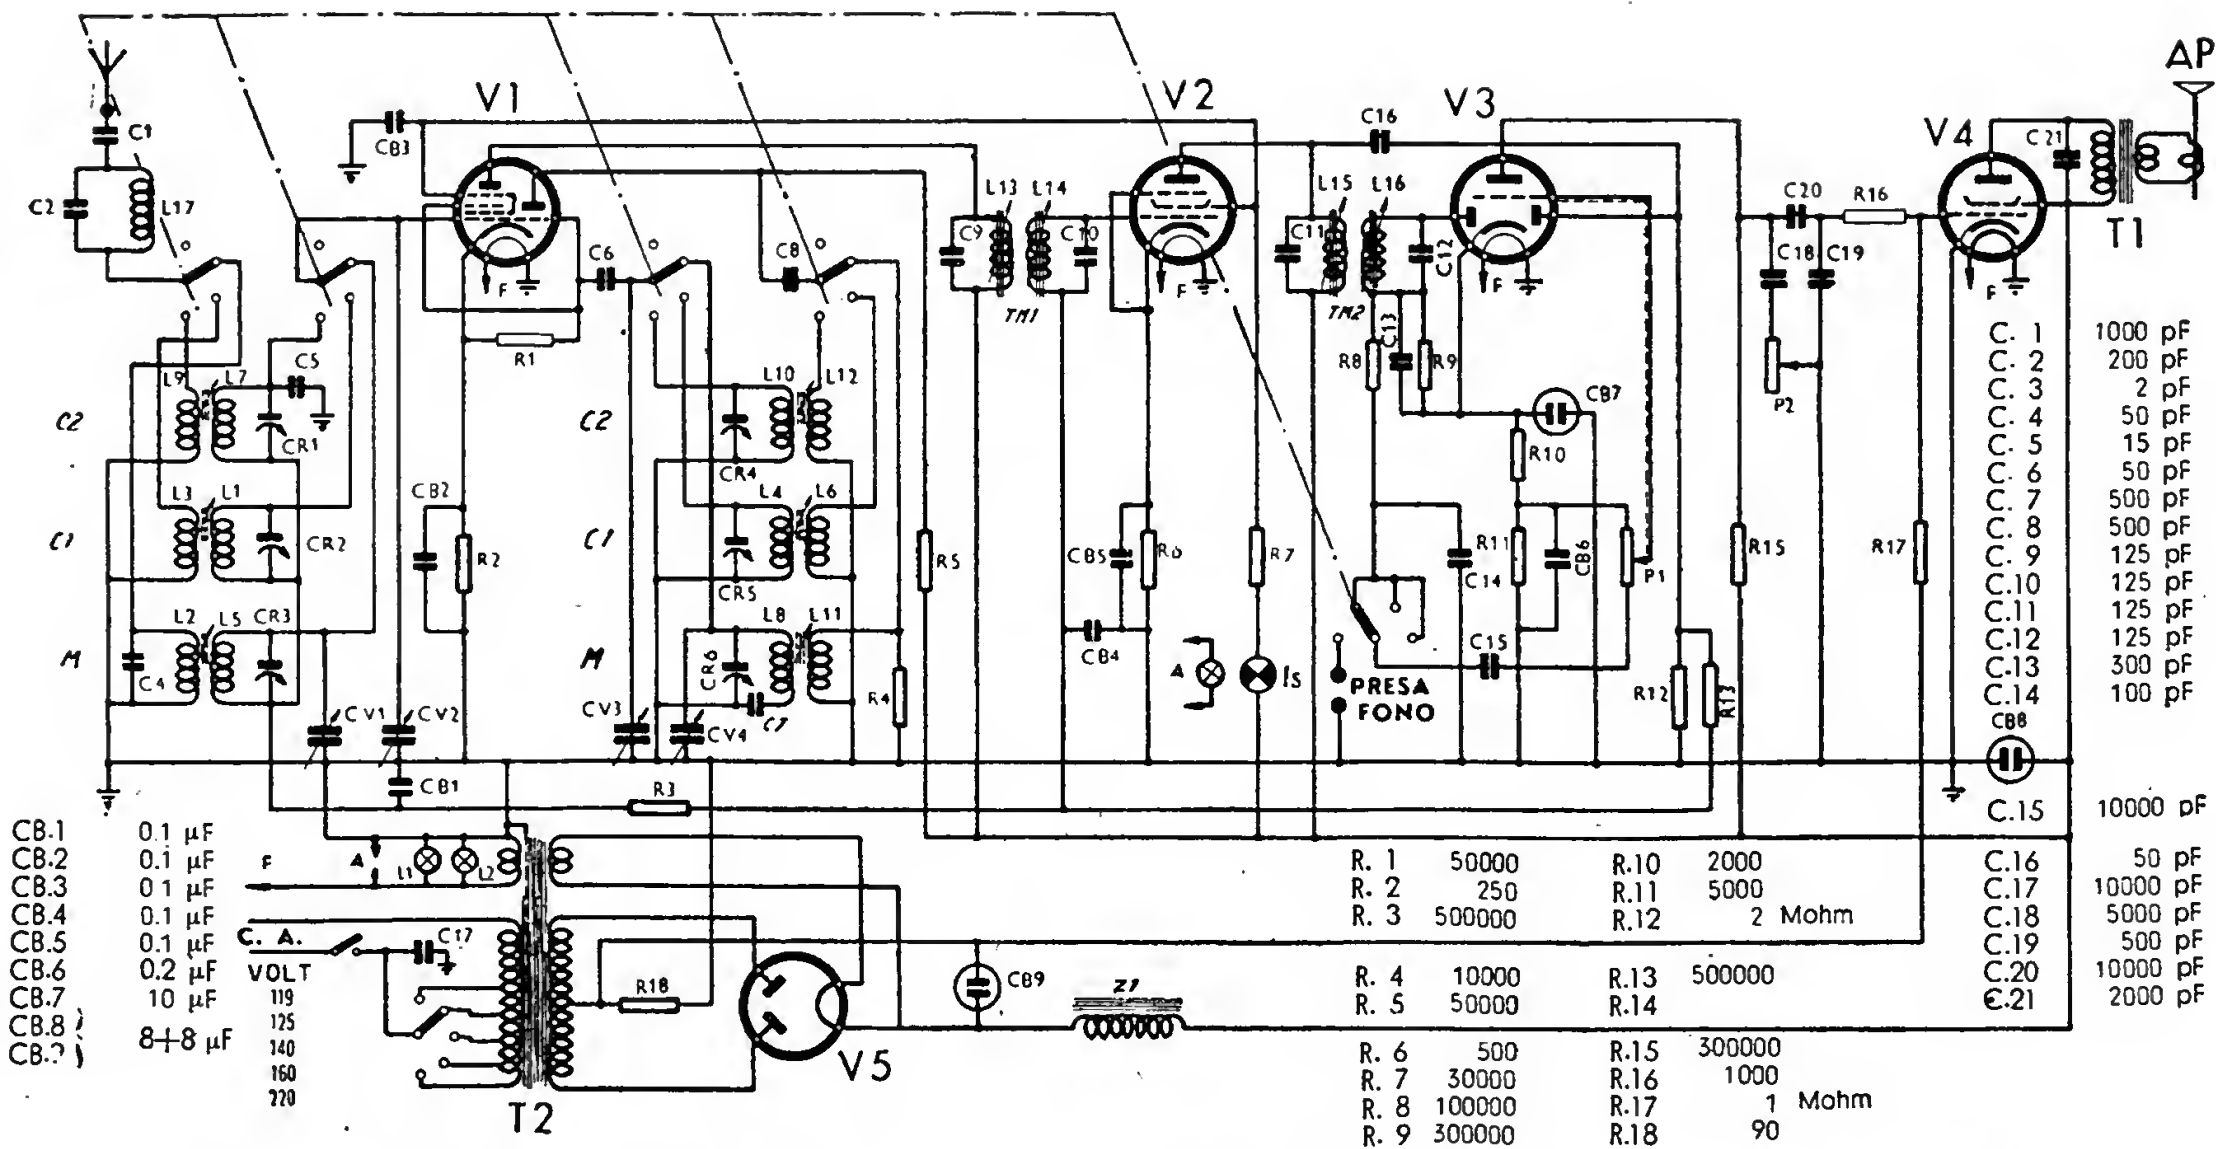 AP
V1
V2
V3
V4
C1
C2
L17
CB3
C6
C8
F
R1
C9
L13
L14
C10
TM1
F
C16
L15
L16
C11
C12
TM2
F
C13
R8
R9
CB7
R10
C20
R16
C18
C19
P2
F
C21
T1
L9
L7
C5
C2
CR1
L3
L1
C1
CR2
L2
L5
CR3
M
C4
CV1
CV2
CB2
R2
L10
L12
C2
CR4
L4
L6
C1
CR5
L8
L11
M
CR6
C7
CV3
CV4
R4
R5
CB5
R6
CB4
R7
A
Is
PRESA
FONO
C14
R11
CB6
P1
C15
R12
R13
R15
R17
C. 1 1000 pF
C. 2 200 pF
C. 3 2 pF
C. 4 50 pF
C. 5 15 pF
C. 6 50 pF
C. 7 500 pF
C. 8 500 pF
C. 9 125 pF
C.10 125 pF
C.11 125 pF
C.12 125 pF
C.13 300 pF
C.14 100 pF
CB8
C.15 10000 pF
C.16 50 pF
C.17 10000 pF
C.18 5000 pF
C.19 500 pF
C.20 10000 pF
C.21 2000 pF
CB1
R3
CB.1 0.1 µF
CB.2 0.1 µF
CB.3 0 1 µF
CB.4 0.1 µF
CB.5 0.1 µF
CB.6 0.2 µF
CB.7 10 µF
CB.8
CB.
8+8 µF
F
A
L1
L2
C. A.
VOLT
119
125
140
160
220
C17
T2
R18
V5
CB9
Z1
R. 1 50000
R. 2 250
R. 3 500000
R. 4 10000
R. 5 50000
R. 6 500
R. 7 30000
R. 8 100000
R. 9 300000
R.10 2000
R.11 5000
R.12 2 Mohm
R.13 500000
R.14
R.15 300000
R.16 1000
R.17 1 Mohm
R.18 90